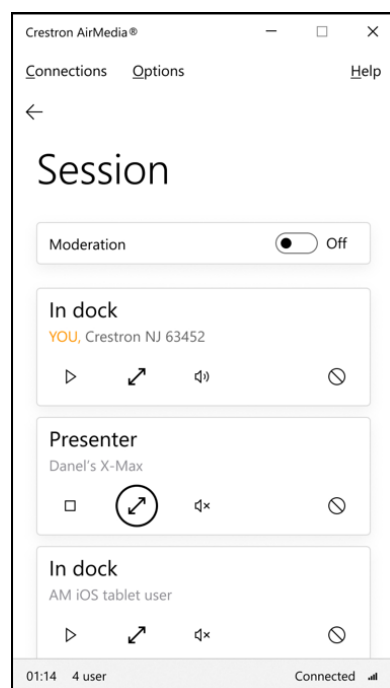 Crestron AirMedia®
Connections Options Help
Session
Moderation Off
In dock
YOU, Crestron NJ 63452
Presenter
Danel's X-Max
In dock
AM iOS tablet user
01:14 4 user Connected